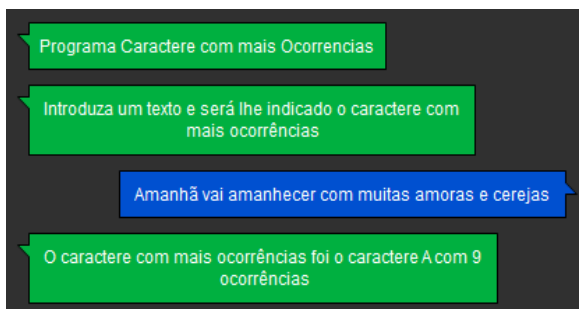 Programa Caractere com mais Ocorrencias
Introduza um texto e será lhe indicado o caractere com
mais ocorrências
Amanhã vai amanhecer com muitas amoras e cerejas
O caractere com mais ocorrências foi o caractere A com 9
ocorrências